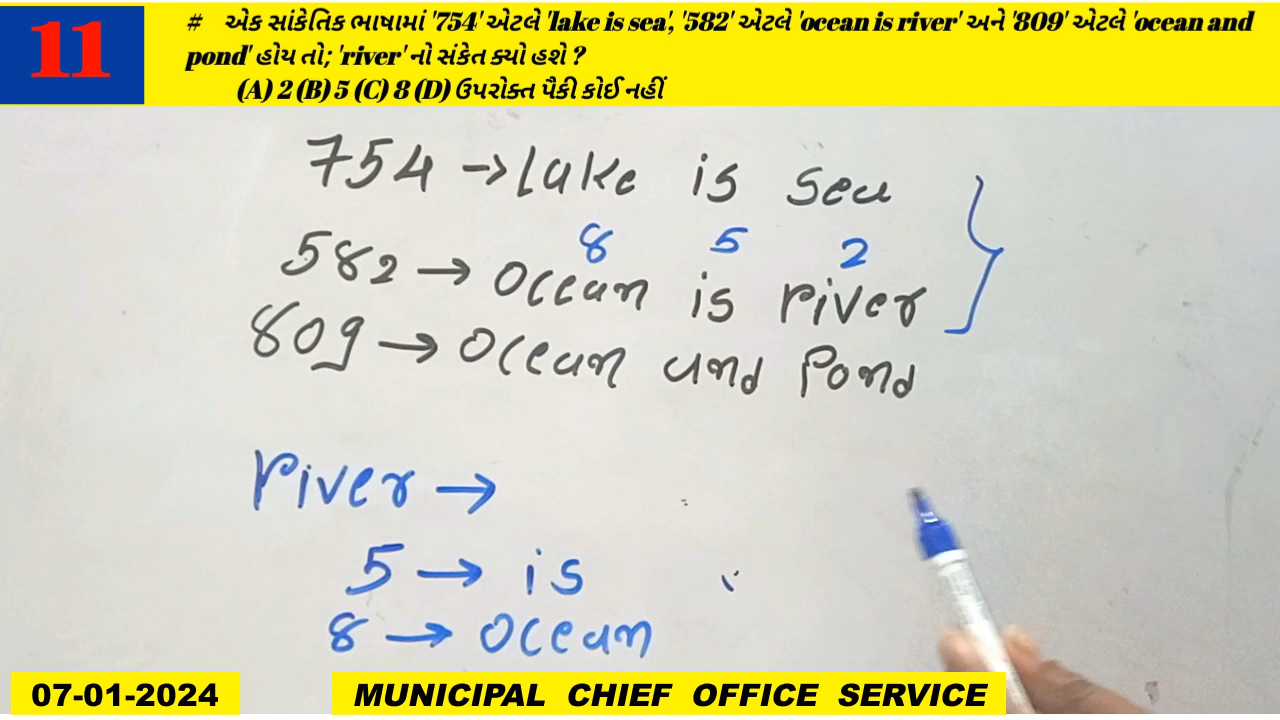 11
# એક સાંકેતિક ભાષામાં '754' એટલે 'lake is sea', '582' એટલે 'ocean is river' અને '809' એટલે 'ocean and
pond' હોય તો; 'river' નો સંકેત ક્યો હશે ?
(A) 2 (B) 5 (C) 8 (D) ઉપરોક્ત પૈકી કોઈ નહીં
754 → Lake is sea
8 5 2
582 → Ocean is river
809 → Ocean and Pond
river →
5 → is
8 → Ocean
07-01-2024
MUNICIPAL CHIEF OFFICE SERVICE